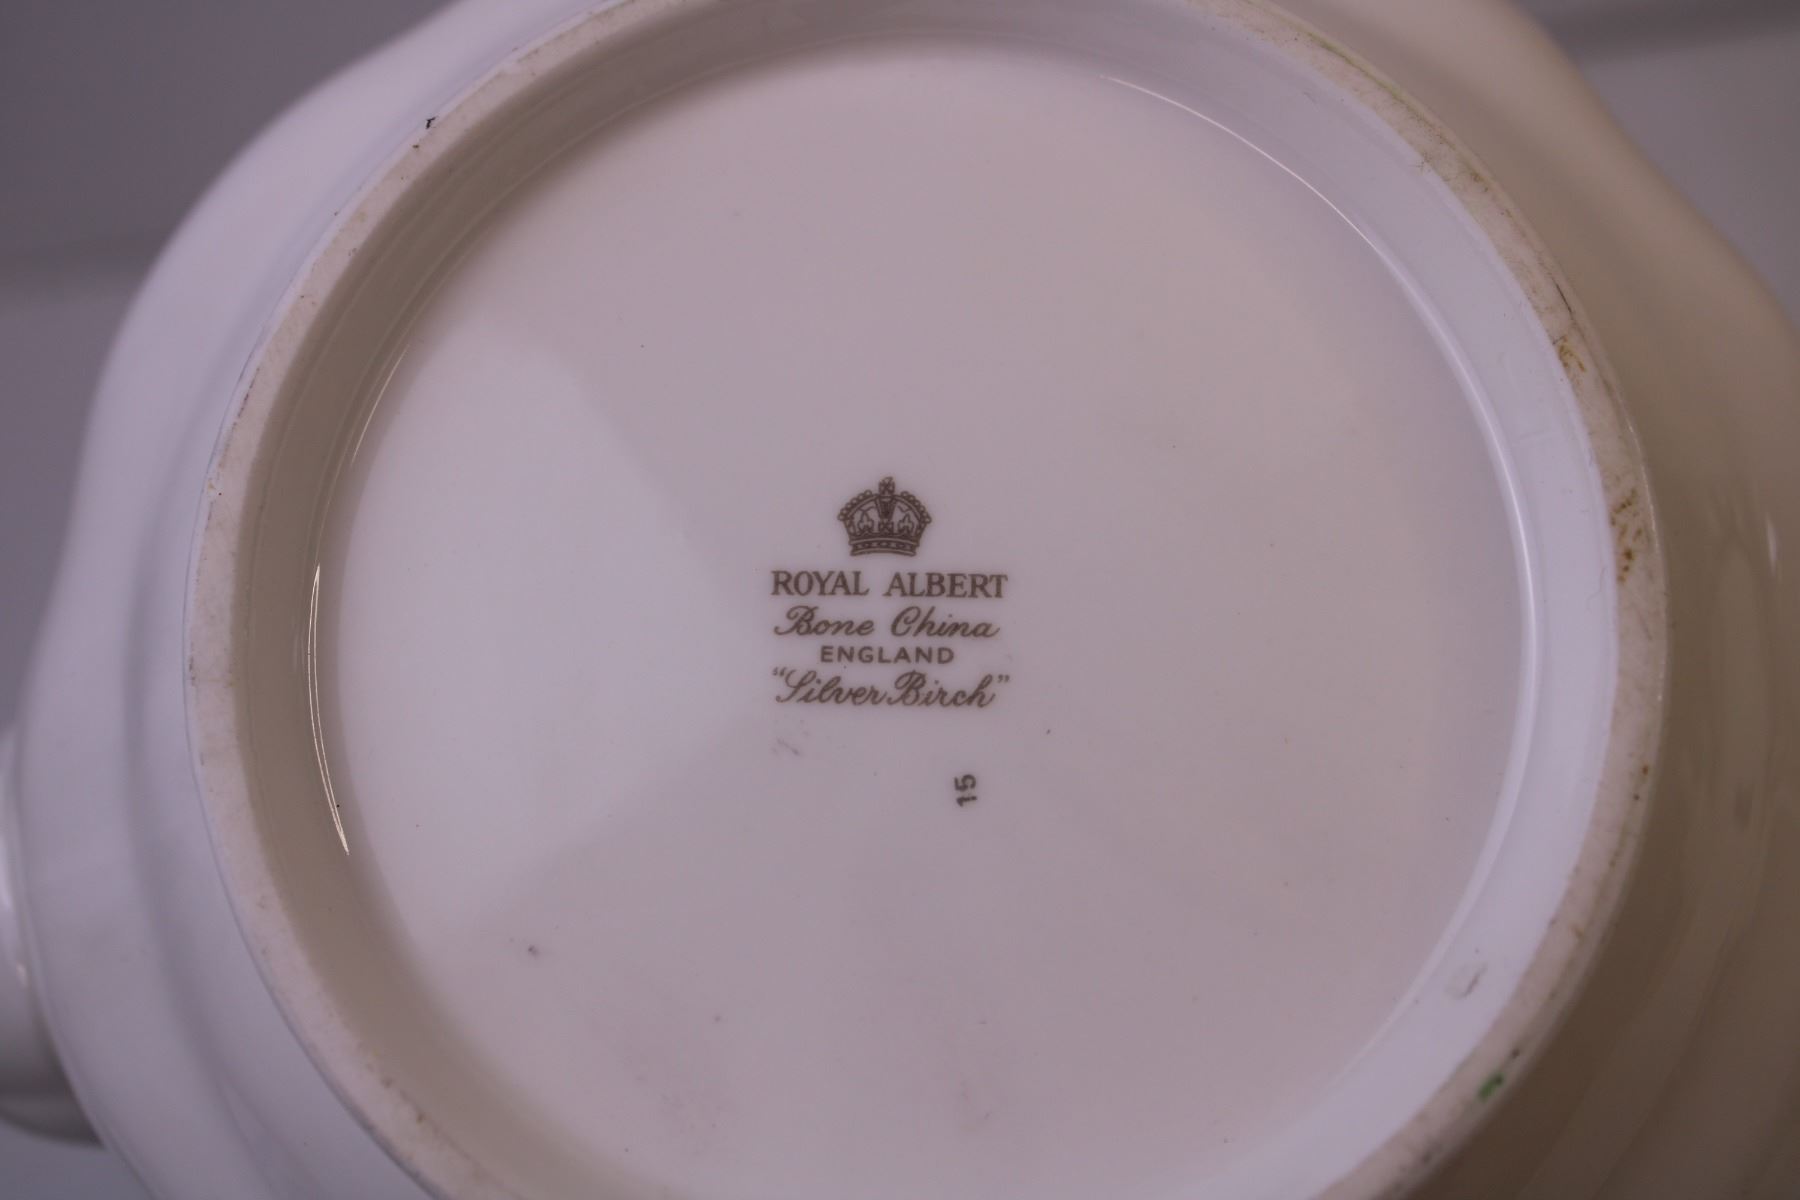 ROYAL ALBERT
Bone China
ENGLAND
“Silver Birch”
15